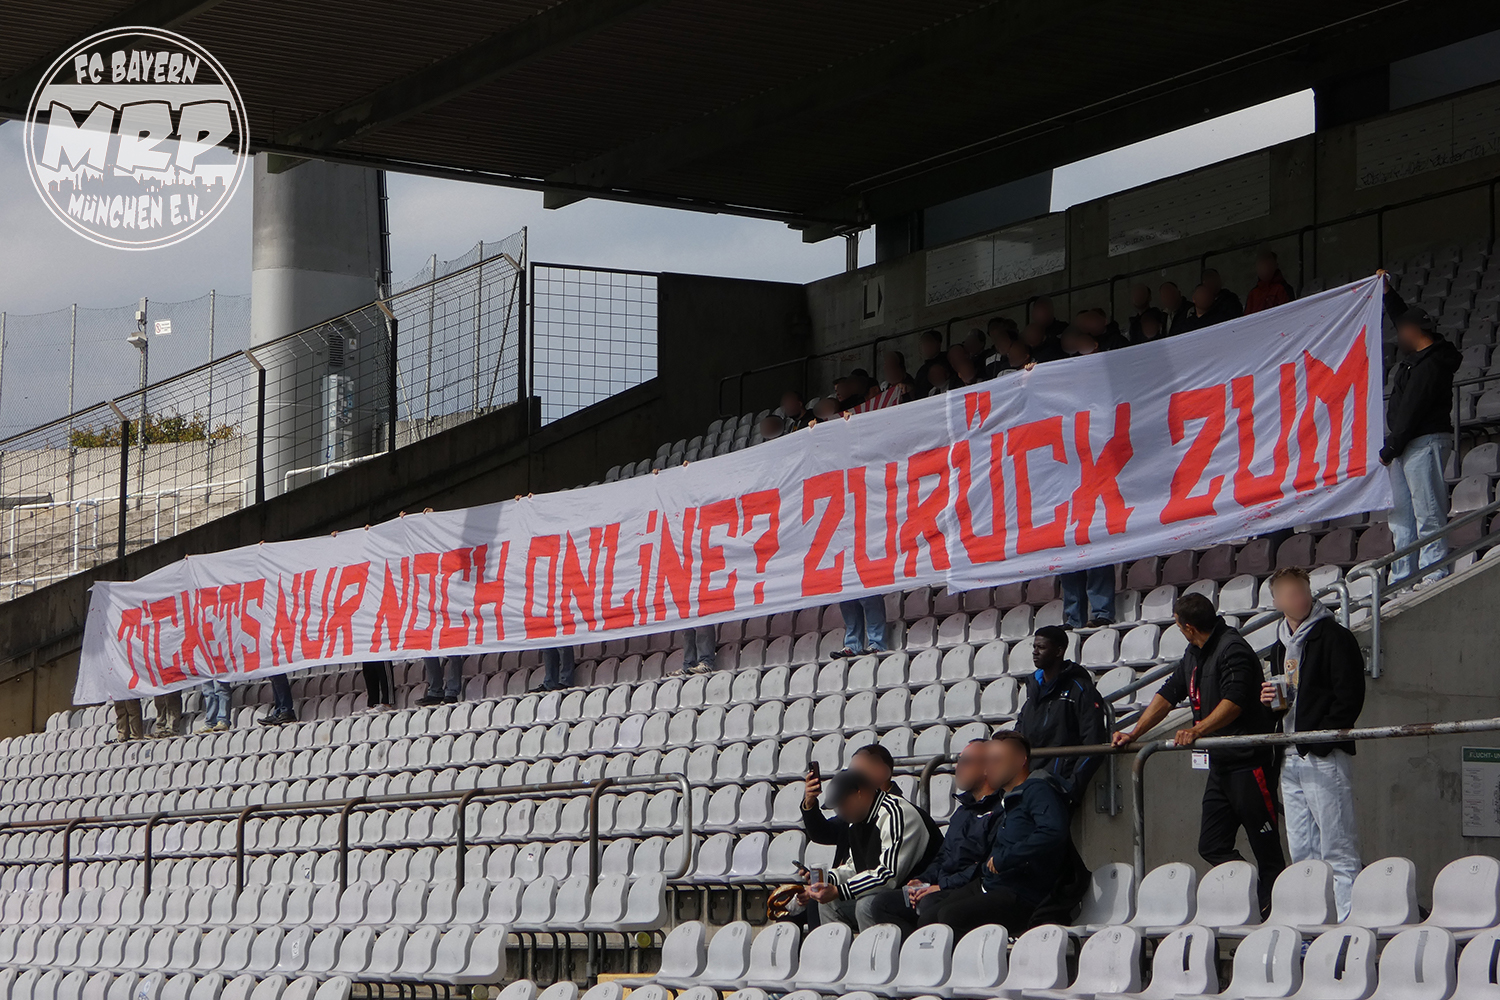 FC BAYERN
MRP
MÜNCHEN E.V.
L
TICKETS NUR NOCH ONLINE? ZURÜCK ZUM